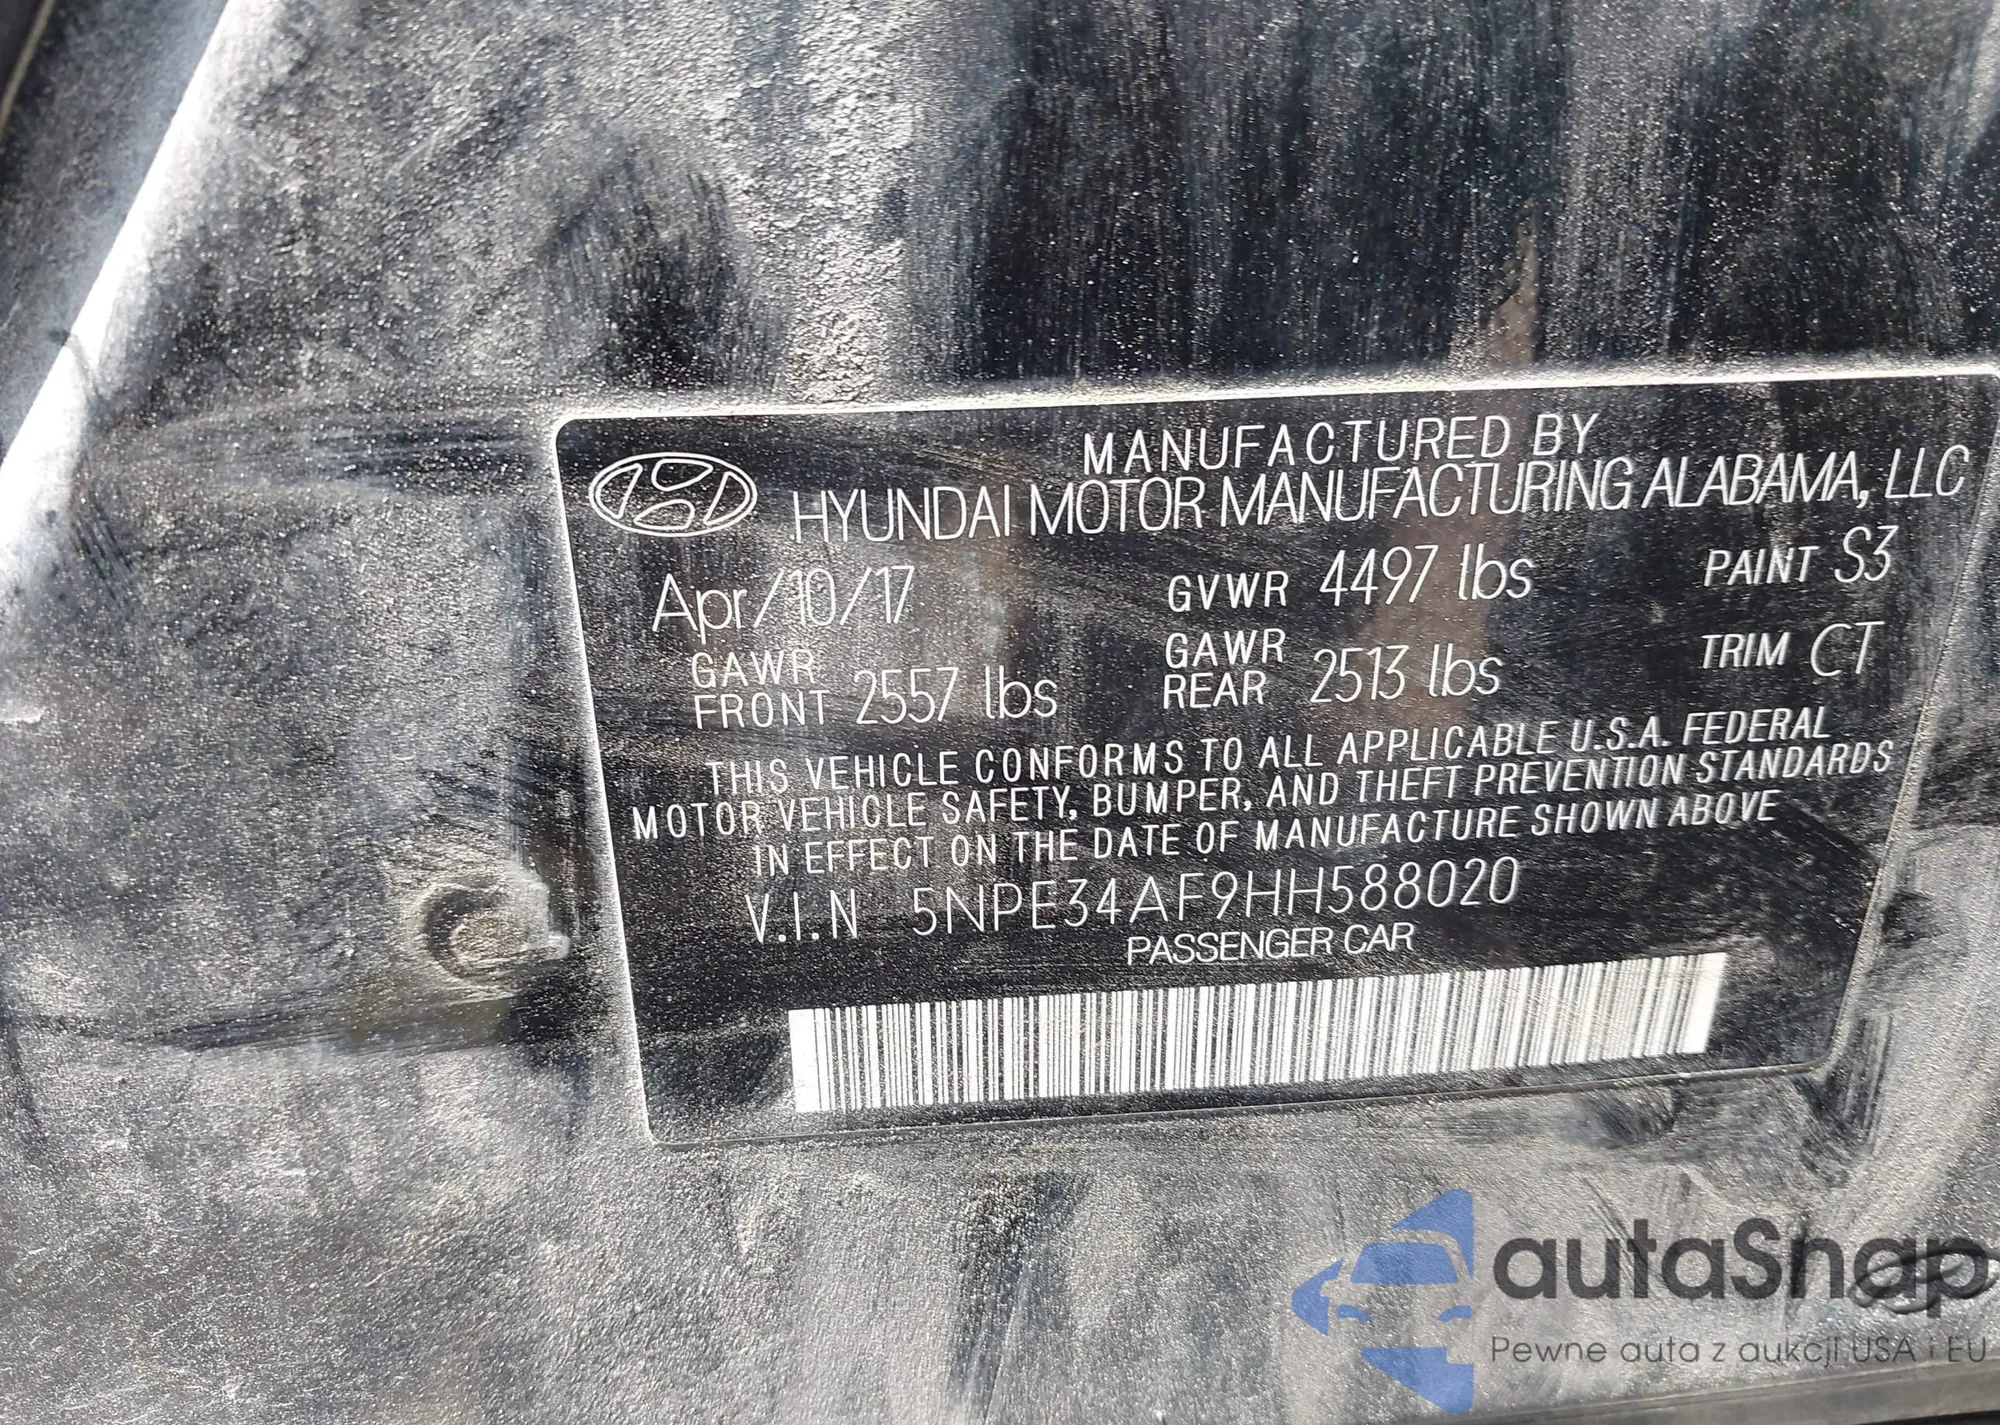 MANUFACTURED BY
HYUNDAI MOTOR MANUFACTURING ALABAMA, LLC
Apr/10/17 GVWR 4497 lbs PAINT S3
GAWR FRONT 2557 lbs GAWR REAR 2513 lbs TRIM CT
THIS VEHICLE CONFORMS TO ALL APPLICABLE U.S.A. FEDERAL
MOTOR VEHICLE SAFETY, BUMPER, AND THEFT PREVENTION STANDARDS
IN EFFECT ON THE DATE OF MANUFACTURE SHOWN ABOVE
V.I.N 5NPE34AF9HH588020
PASSENGER CAR
autaSnap
Pewne auta z aukcji USA i EU